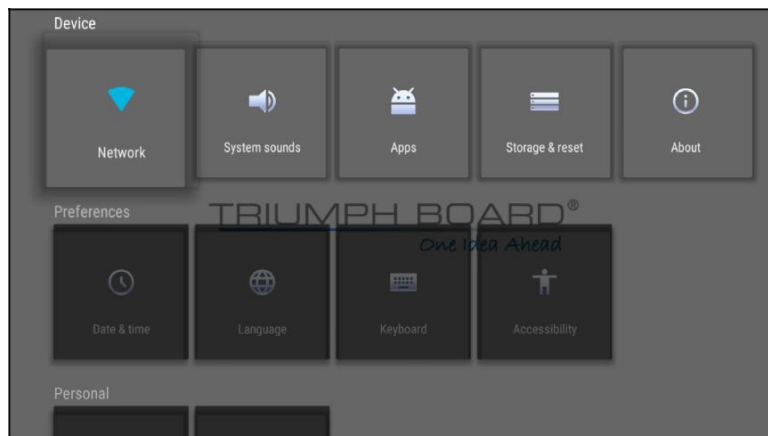 Device
Network
System sounds
Apps
Storage & reset
About
Preferences
TRIUMPH BOARD®
One Idea Ahead
Date & time
Language
Keyboard
Accessibility
Personal